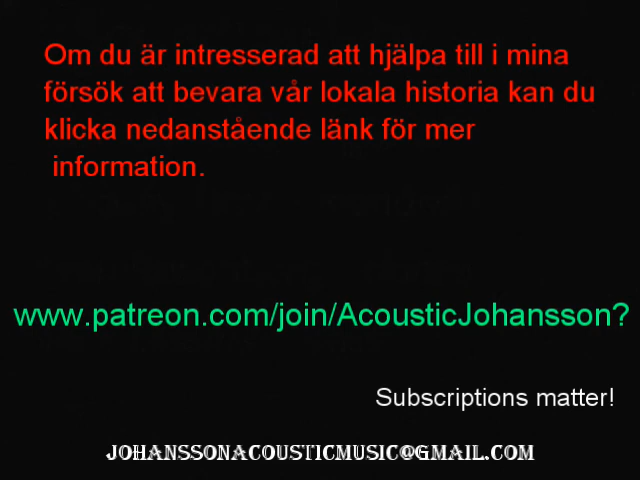 Om du är intresserad att hjälpa till i mina
försök att bevara vår lokala historia kan du
klicka nedanstående länk för mer
information.
www.patreon.com/join/AcousticJohansson?
Subscriptions matter!
JOHANSSONACOUSTICMUSIC@GMAIL.COM